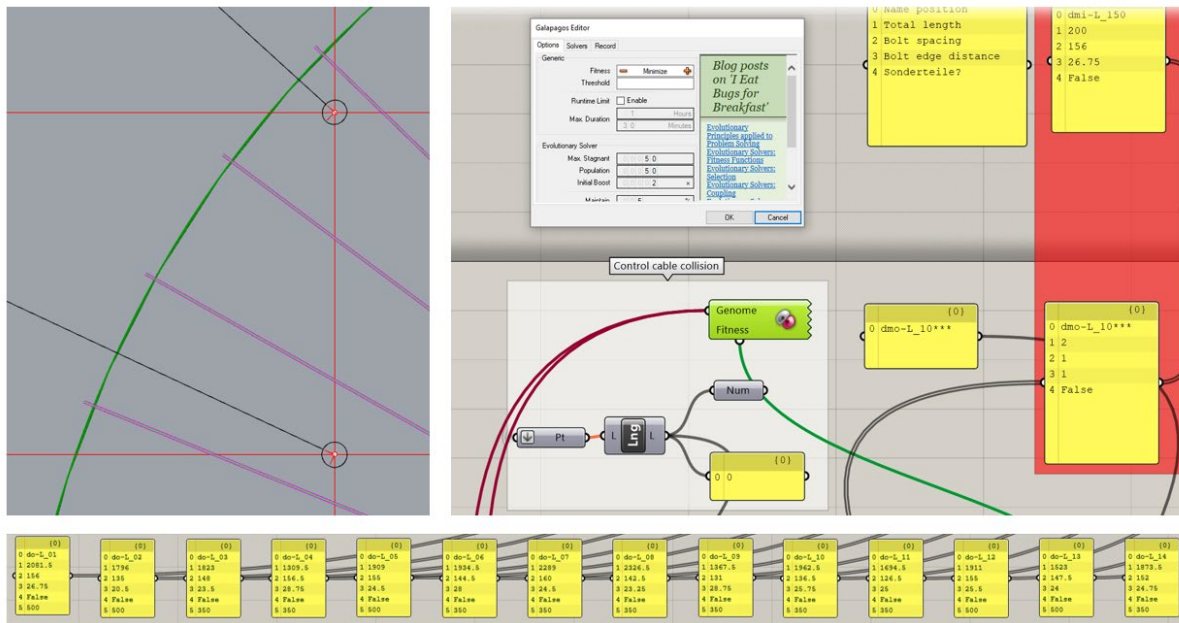 Galapagos Editor
Options Solvers Record
Generic
Fitness Minimize
Threshold
Runtime Limit Enable
Max. Duration 1 Hours
3 0 Minutes
Evolutionary Solver
Max. Stagnant 5 0
Population 5 0
Initial Boost 2 x
Maintain 5 %
Blog posts
on 'I Eat
Bugs for
Breakfast'
Evolutionary
Principles applied to
Problem Solving
Evolutionary Solvers:
Fitness Functions
Evolutionary Solvers:
Selection
Evolutionary Solvers:
Coupling
OK Cancel
0 Name position
1 Total length
2 Bolt spacing
3 Bolt edge distance
4 Sonderteile?
0 dmi-L_150
1 200
2 156
3 26.75
4 False
Control cable collision
Genome
Fitness
Num
Pt
L Lng L
{0}
0 0
{0}
0 dmo-L_10***
{0}
0 dmo-L_10***
1 2
2 1
3 1
4 False
{0}
0 do-L_01
1 2081.5
2 156
3 26.75
4 False
5 500
{0}
0 do-L_02
1 1796
2 135
3 20.5
4 False
5 500
{0}
0 do-L_03
1 1823
2 148
3 23.5
4 False
5 350
{0}
0 do-L_04
1 1309.5
2 156.5
3 28.75
4 False
5 500
{0}
0 do-L_05
1 1909
2 155
3 24.5
4 False
5 350
{0}
0 do-L_06
1 1934.5
2 144.5
3 28
4 False
5 350
{0}
0 do-L_07
1 2289
2 160
3 24.5
4 False
5 500
{0}
0 do-L_08
1 2326.5
2 142.5
3 23.25
4 False
5 350
{0}
0 do-L_09
1 1367.5
2 131
3 28.75
4 False
5 350
{0}
0 do-L_10
1 1962.5
2 136.5
3 25.75
4 False
5 350
{0}
0 do-L_11
1 1694.5
2 126.5
3 25
4 False
5 350
{0}
0 do-L_12
1 1911
2 155
3 25.5
4 False
5 500
{0}
0 do-L_13
1 1523
2 147.5
3 24
4 False
5 500
{0}
0 do-L_14
1 1873.5
2 152
3 24.75
4 False
5 350